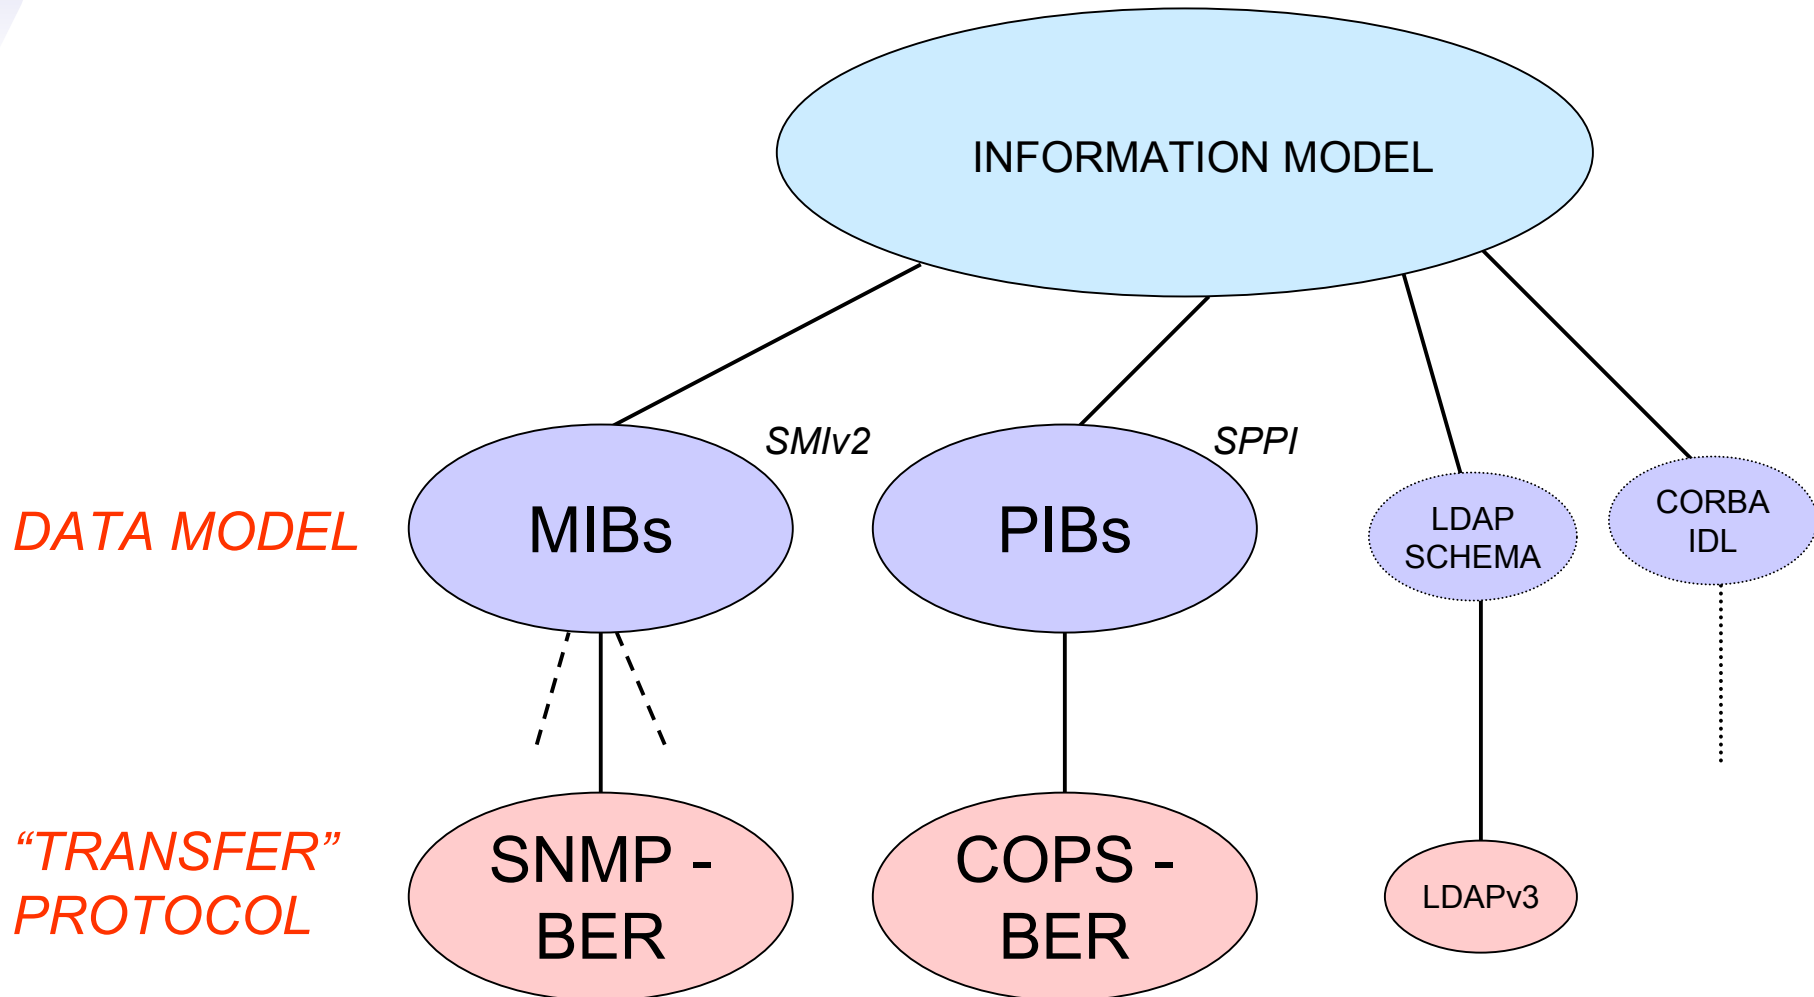 INFORMATION MODEL
SMIv2
SPPI
DATA MODEL
MIBs
PIBs
LDAP
SCHEMA
CORBA
IDL
“TRANSFER”
PROTOCOL
SNMP -
BER
COPS -
BER
LDAPv3